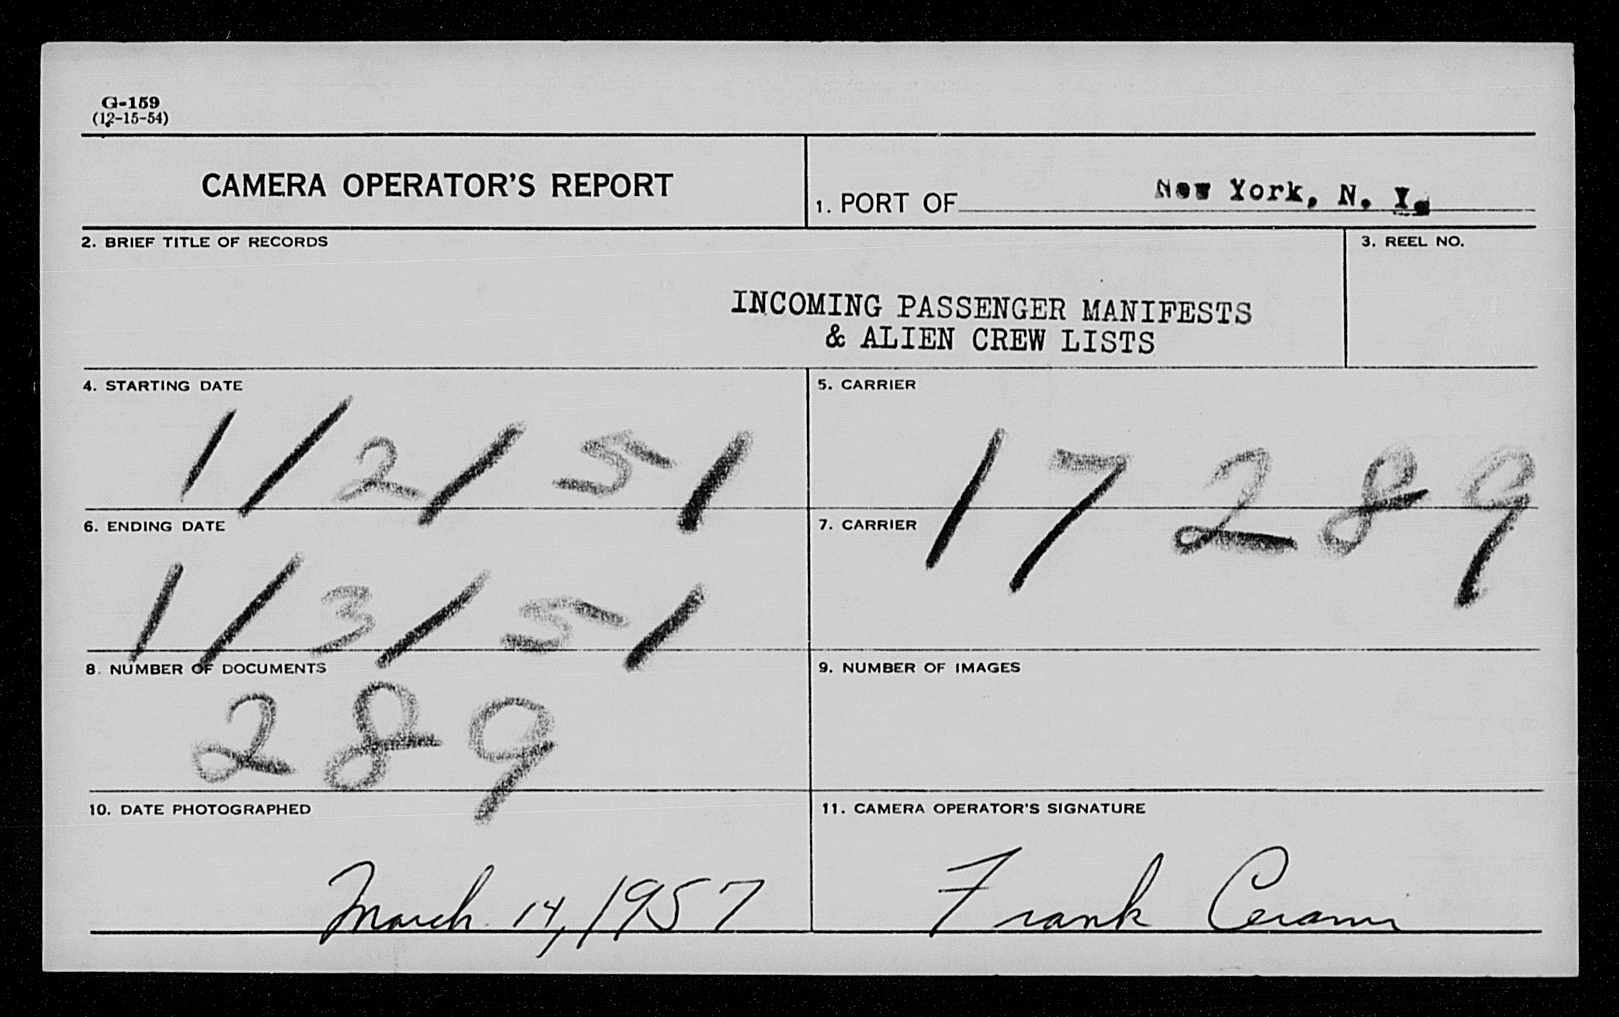 G-159
(12-15-54)
CAMERA OPERATOR'S REPORT
1. PORT OF New York, N. Y.
2. BRIEF TITLE OF RECORDS
3. REEL NO.
INCOMING PASSENGER MANIFESTS
& ALIEN CREW LISTS
4. STARTING DATE
1/2/51
5. CARRIER
17289
6. ENDING DATE
1/3/51
7. CARRIER
8. NUMBER OF DOCUMENTS
289
9. NUMBER OF IMAGES
10. DATE PHOTOGRAPHED
March 14, 1957
11. CAMERA OPERATOR'S SIGNATURE
Frank